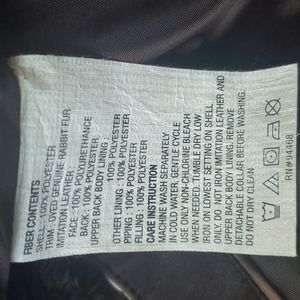 FIBER CONTENTS
SHELL : 100% POLYESTER
TRIM : DYED GENUINE RABBIT FUR
IMITATION LEATHER :
FACE : 100% POLYURETHANCE
BACK : 100% POLYESTER
UPPER BACK BODY LINING :
100% POLYESTER
OTHER LINING : 100% POLYESTER
PIPING : 100% POLYESTER
FILLING : 100% POLYESTER
CARE INSTRUCTION
MACHINE WASH SEPARATELY
IN COLD WATER, GENTLE CYCLE
USE ONLY NON-CHLORINE BLEACH
WHEN NEEDED. TUMBLE DRY LOW
IRON ON LOWEST SETTING ON SHELL.
DO NOT IRON IMITATION LEATHER AND
UPPER BACK BODY LINING. REMOVE
DETACHABLE COLLAR BEFORE WASH.
DO NOT DRY CLEAN
RN#94468